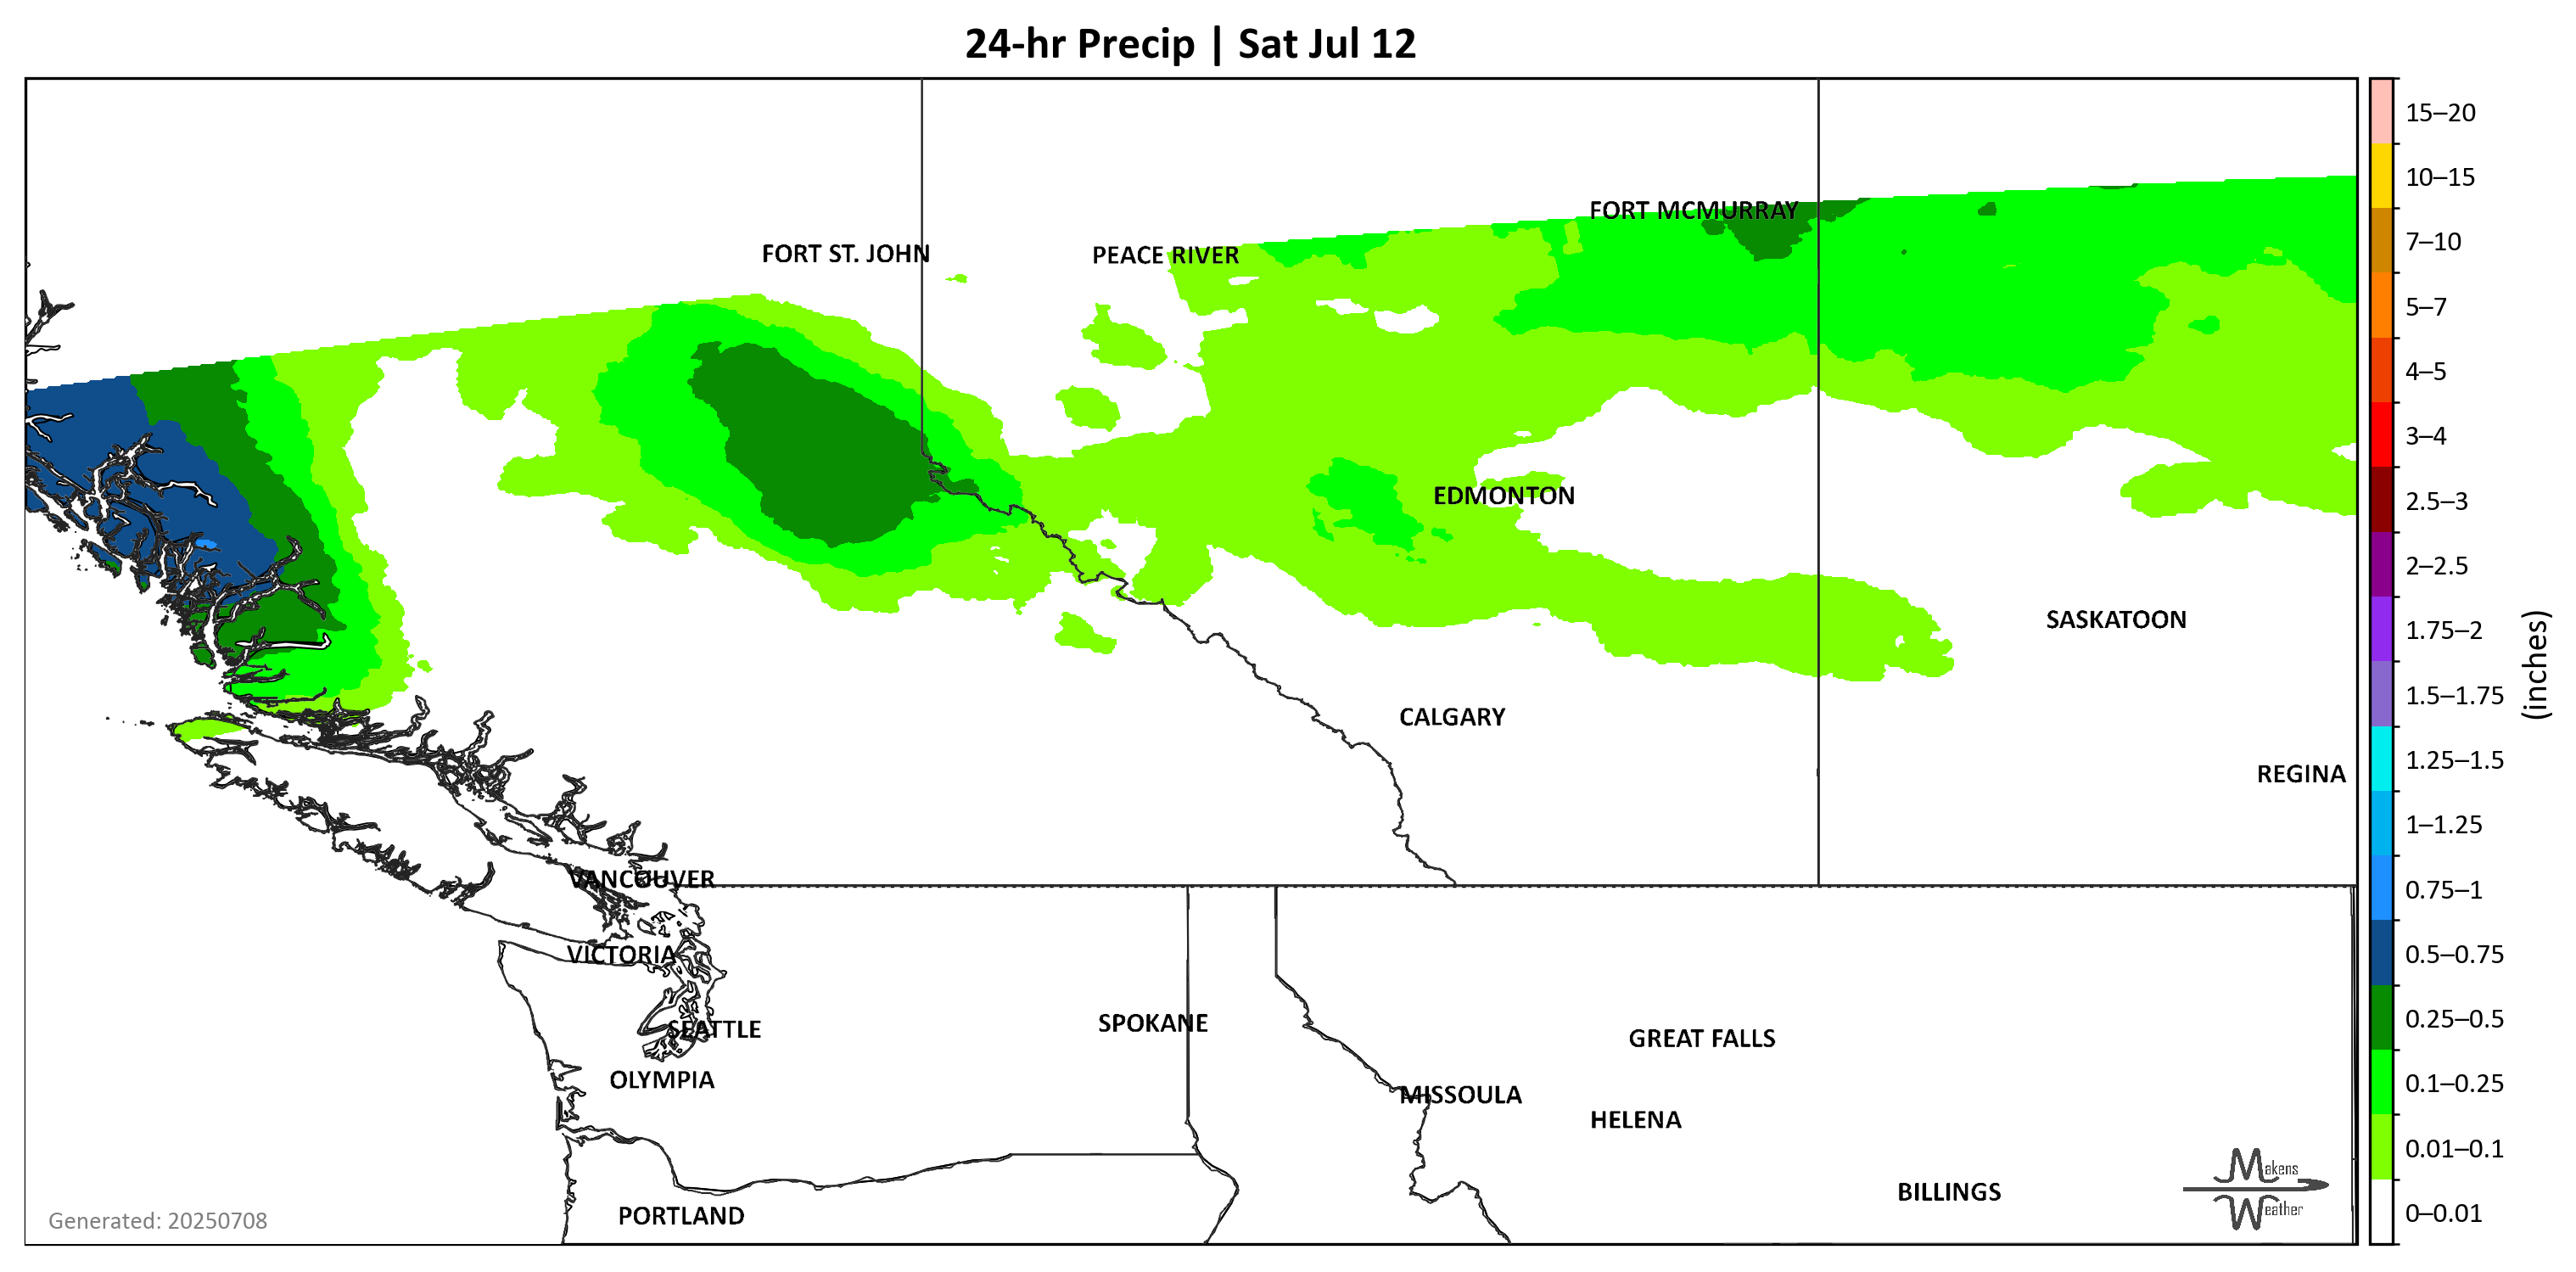 24-hr Precip | Sat Jul 12
FORT MCMURRAY
FORT ST. JOHN
PEACE RIVER
EDMONTON
SASKATOON
CALGARY
REGINA
VANCOUVER
VICTORIA
SEATTLE
SPOKANE
GREAT FALLS
OLYMPIA
MISSOULA
HELENA
BILLINGS
PORTLAND
Generated: 20250708
Makens
Weather
15–20
10–15
7–10
5–7
4–5
3–4
2.5–3
2–2.5
1.75–2
1.5–1.75
1.25–1.5
1–1.25
0.75–1
0.5–0.75
0.25–0.5
0.1–0.25
0.01–0.1
0–0.01
(inches)